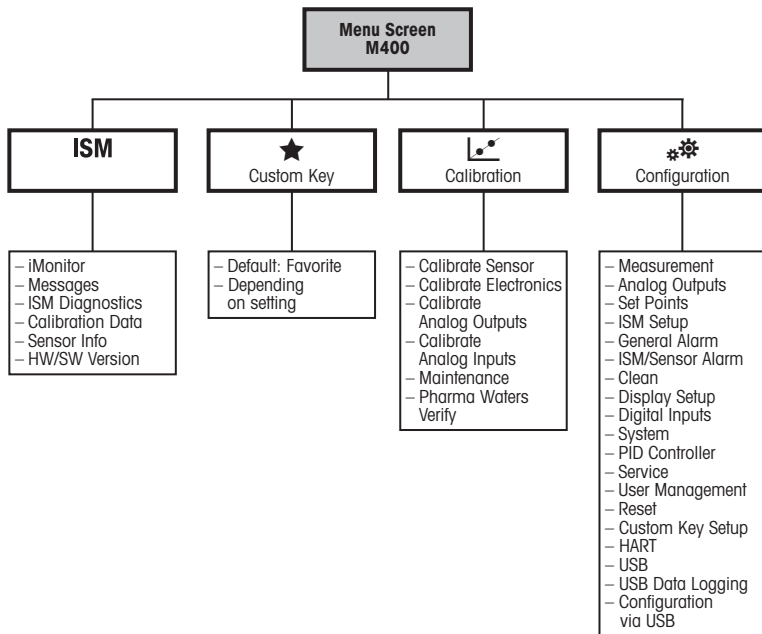 Menu Screen
M400
ISM
Custom Key
Calibration
Configuration
– iMonitor
– Messages
– ISM Diagnostics
– Calibration Data
– Sensor Info
– HW/SW Version
– Default: Favorite
– Depending
on setting
– Calibrate Sensor
– Calibrate Electronics
– Calibrate
Analog Outputs
– Calibrate
Analog Inputs
– Maintenance
– Pharma Waters
Verify
– Measurement
– Analog Outputs
– Set Points
– ISM Setup
– General Alarm
– ISM/Sensor Alarm
– Clean
– Display Setup
– Digital Inputs
– System
– PID Controller
– Service
– User Management
– Reset
– Custom Key Setup
– HART
– USB
– USB Data Logging
– Configuration
via USB